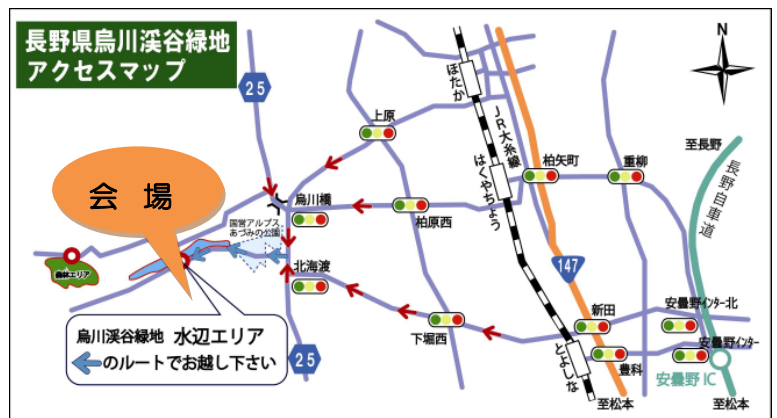 長野県烏川渓谷緑地
アクセスマップ
N
25
ほたか
上原
JR大糸線
柏矢町
重柳
至長野
長野自車道
はくやちょう
会 場
烏川橋
柏原西
国営アルプス
あづみの公園
森林エリア
北海渡
147
新田
安曇野インター北
烏川渓谷緑地 水辺エリア
のルートでお越し下さい
下堀西
安曇野インター
25
とよしな
豊科
安曇野IC
至松本
至松本